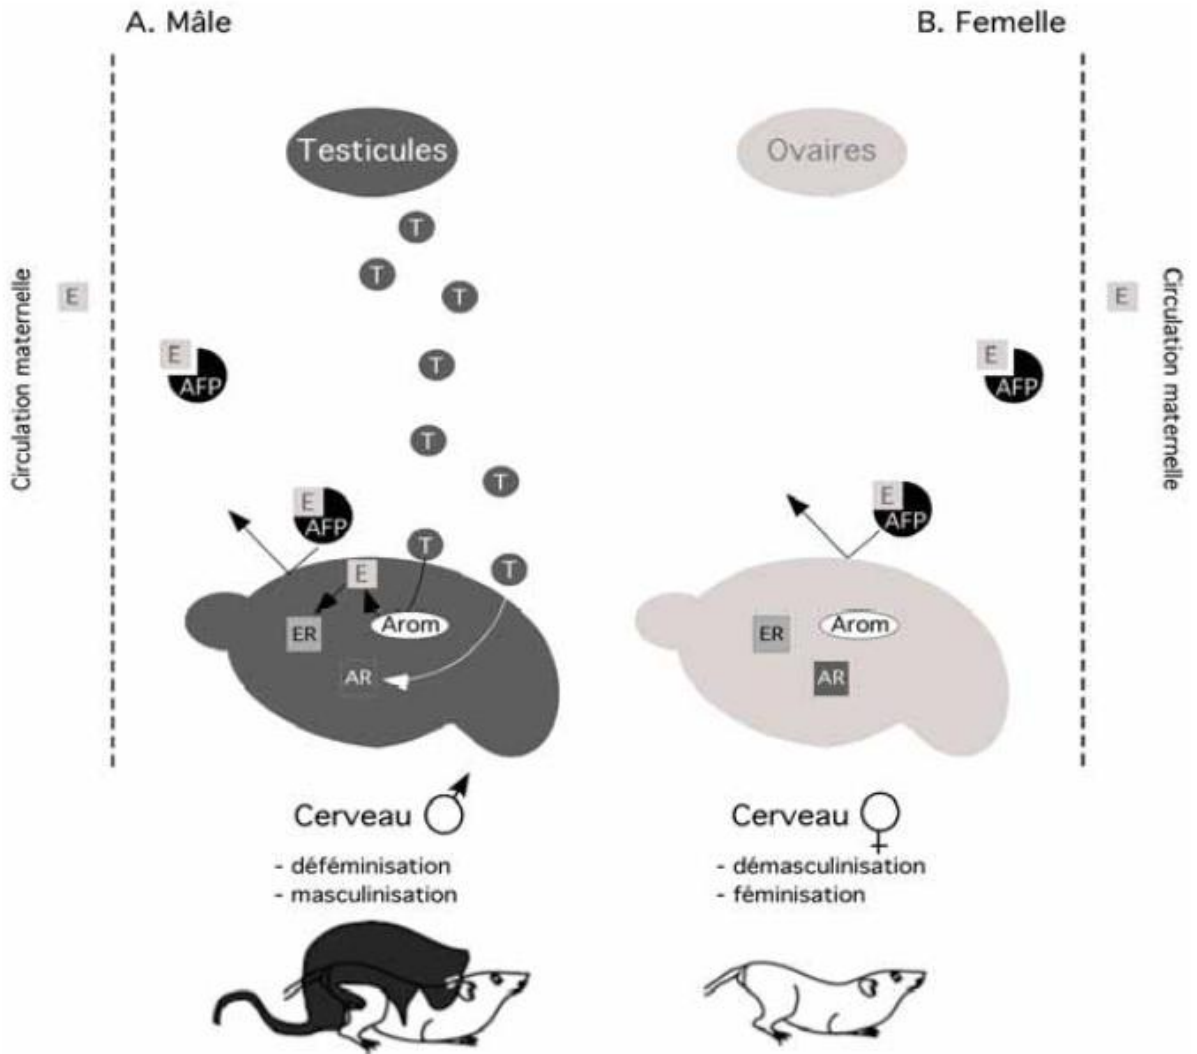 A. Mâle
B. Femelle
Testicules
Ovaires
T
T
T
E
E
Circulation maternelle
Circulation maternelle
E
AFP
T
E
AFP
T
T
E
AFP
E
AFP
T
T
E
ER
Arom
AR
ER
Arom
AR
Cerveau
- déféminisation
- masculinisation
Cerveau
- démasculinisation
- féminisation